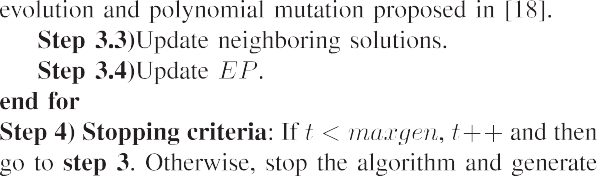 evolution and polynomial mutation proposed in [18].
Step 3.3)Update neighboring solutions.
Step 3.4)Update EP.
end for
Step 4) Stopping criteria: If t < maxgen, t++ and then
go to step 3. Otherwise, stop the algorithm and generate